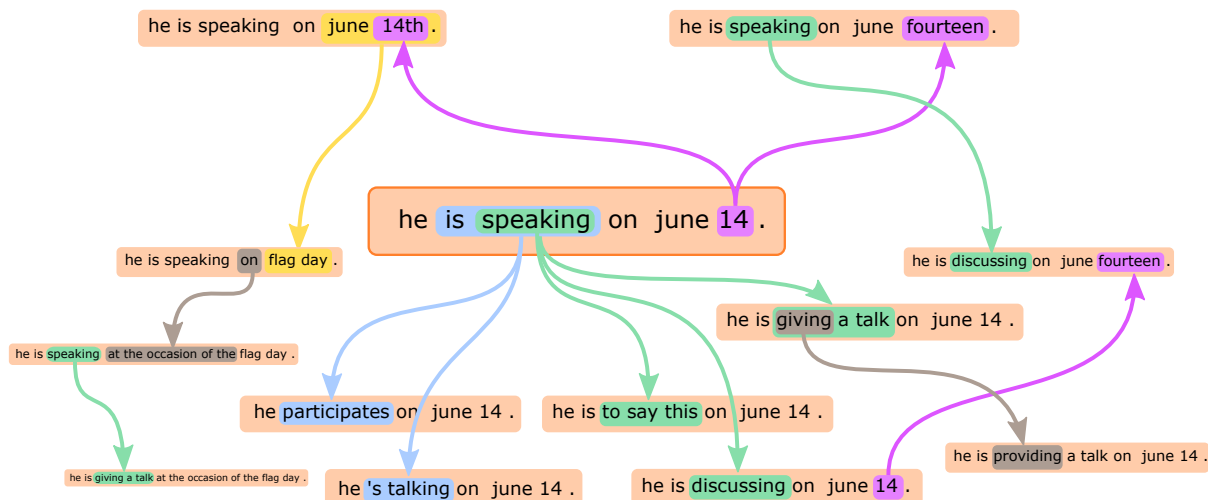 he is speaking on june 14th .
he is speaking on june fourteen .
he is speaking on june 14 .
he is speaking on flag day .
he is discussing on june fourteen .
he is giving a talk on june 14 .
he is speaking at the occasion of the flag day .
he participates on june 14 .
he is to say this on june 14 .
he is providing a talk on june 14 .
he is giving a talk at the occasion of the flag day .
he 's talking on june 14 .
he is discussing on june 14 .